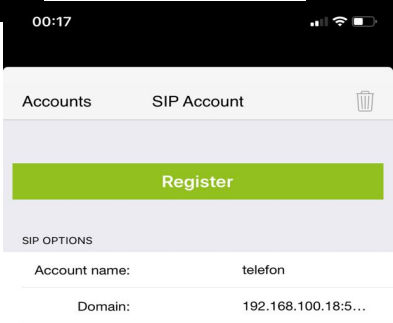 00:17
Accounts SIP Account
Register
SIP OPTIONS
Account name: telefon
Domain: 192.168.100.18:5...